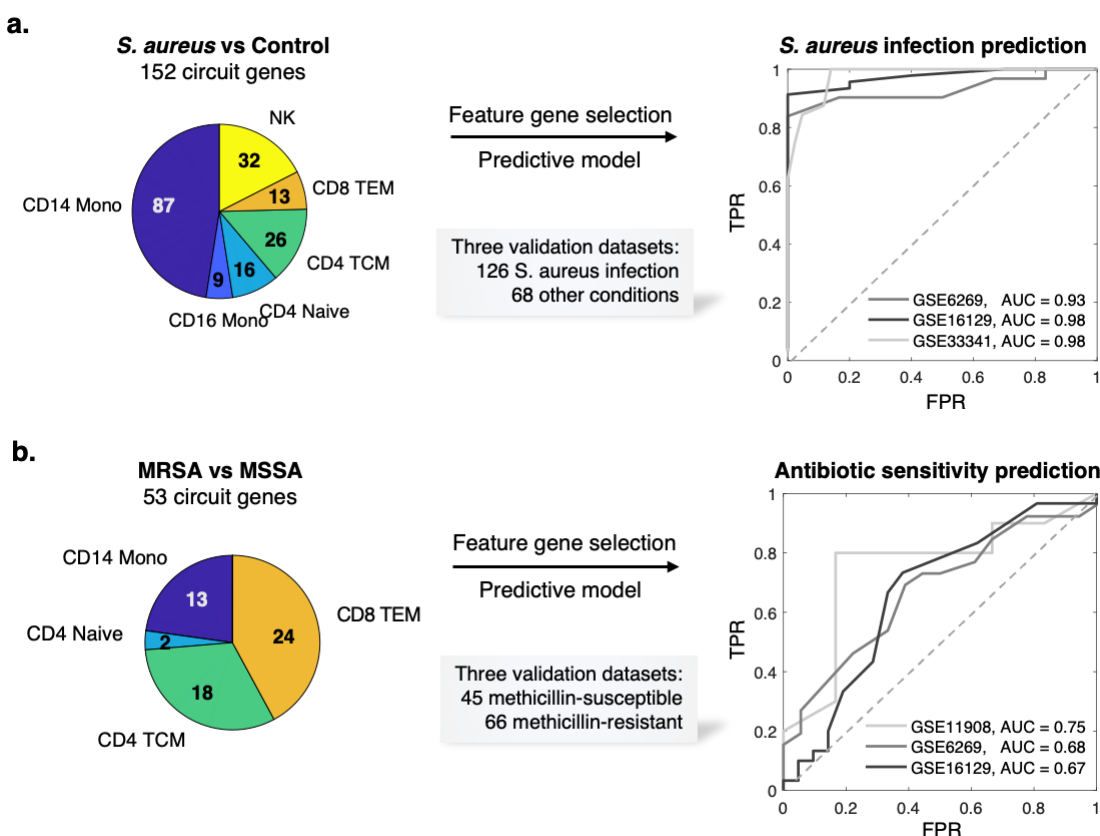 a.
S. aureus vs Control
152 circuit genes
NK
32
CD8 TEM
13
CD14 Mono
87
26
CD4 TCM
16
9
CD4 Naive
CD16 Mono
Feature gene selection
Predictive model
Three validation datasets:
126 S. aureus infection
68 other conditions
S. aureus infection prediction
1
0.8
0.6
0.4
0.2
0
TPR
GSE6269, AUC = 0.93
GSE16129, AUC = 0.98
GSE33341, AUC = 0.98
0 0.2 0.4 0.6 0.8 1
FPR
b.
MRSA vs MSSA
53 circuit genes
CD14 Mono
13
CD8 TEM
24
CD4 Naive
2
18
CD4 TCM
Feature gene selection
Predictive model
Three validation datasets:
45 methicillin-susceptible
66 methicillin-resistant
Antibiotic sensitivity prediction
1
0.8
0.6
0.4
0.2
0
TPR
GSE11908, AUC = 0.75
GSE6269, AUC = 0.68
GSE16129, AUC = 0.67
0 0.2 0.4 0.6 0.8 1
FPR